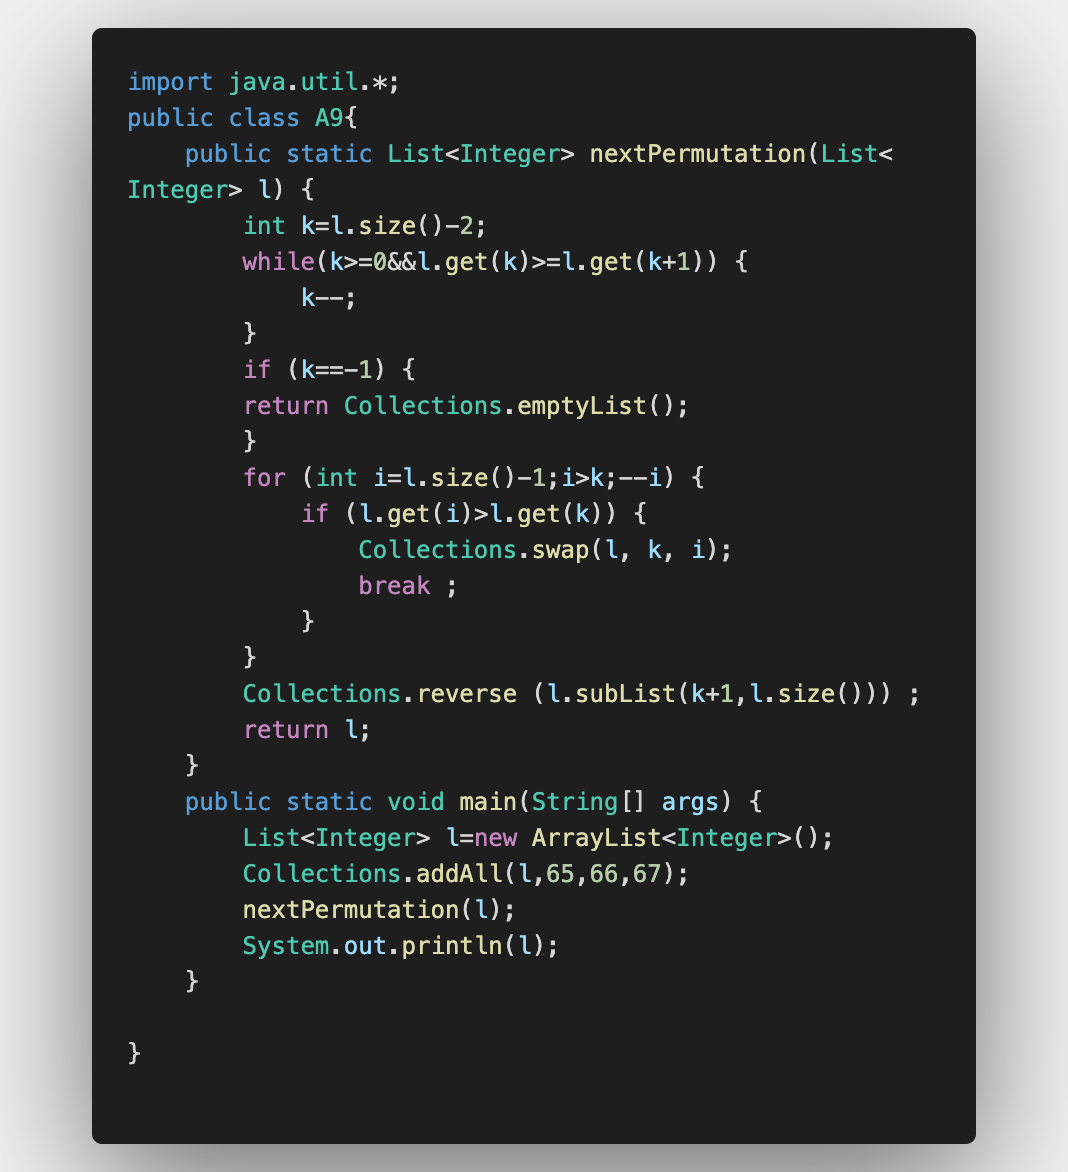 import java.util.*;
public class A9{
    public static List<Integer> nextPermutation(List<
Integer> l) {
        int k=l.size()-2;
        while(k>=0&&l.get(k)>=l.get(k+1)) {
            k--;
        }
        if (k==-1) {
        return Collections.emptyList();
        }
        for (int i=l.size()-1;i>k;--i) {
            if (l.get(i)>l.get(k)) {
                Collections.swap(l, k, i);
                break ;
            }
        }
        Collections.reverse (l.subList(k+1,l.size())) ;
        return l;
    }
    public static void main(String[] args) {
        List<Integer> l=new ArrayList<Integer>();
        Collections.addAll(l,65,66,67);
        nextPermutation(l);
        System.out.println(l);
    }

}